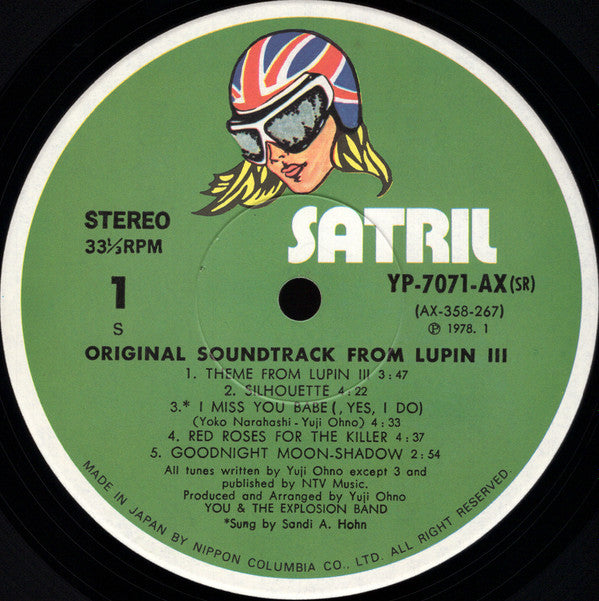 SATRIL
STEREO
33⅓RPM
YP-7071-AX(SR)
1
(AX-358-267)
S
Ⓟ 1978. 1
ORIGINAL SOUNDTRACK FROM LUPIN III
1. THEME FROM LUPIN III 3:47
2. SILHOUETTE 4:22
3.* I MISS YOU BABE(, YES, I DO)
(Yoko Narahashi-Yuji Ohno) 4:33
4. RED ROSES FOR THE KILLER 4:37
5. GOODNIGHT MOON-SHADOW 2:54
All tunes written by Yuji Ohno except 3 and
published by NTV Music.
Produced and Arranged by Yuji Ohno
YOU & THE EXPLOSION BAND
*Sung by Sandi A. Hohn
MADE IN JAPAN BY NIPPON COLUMBIA CO., LTD. ALL RIGHT RESERVED.